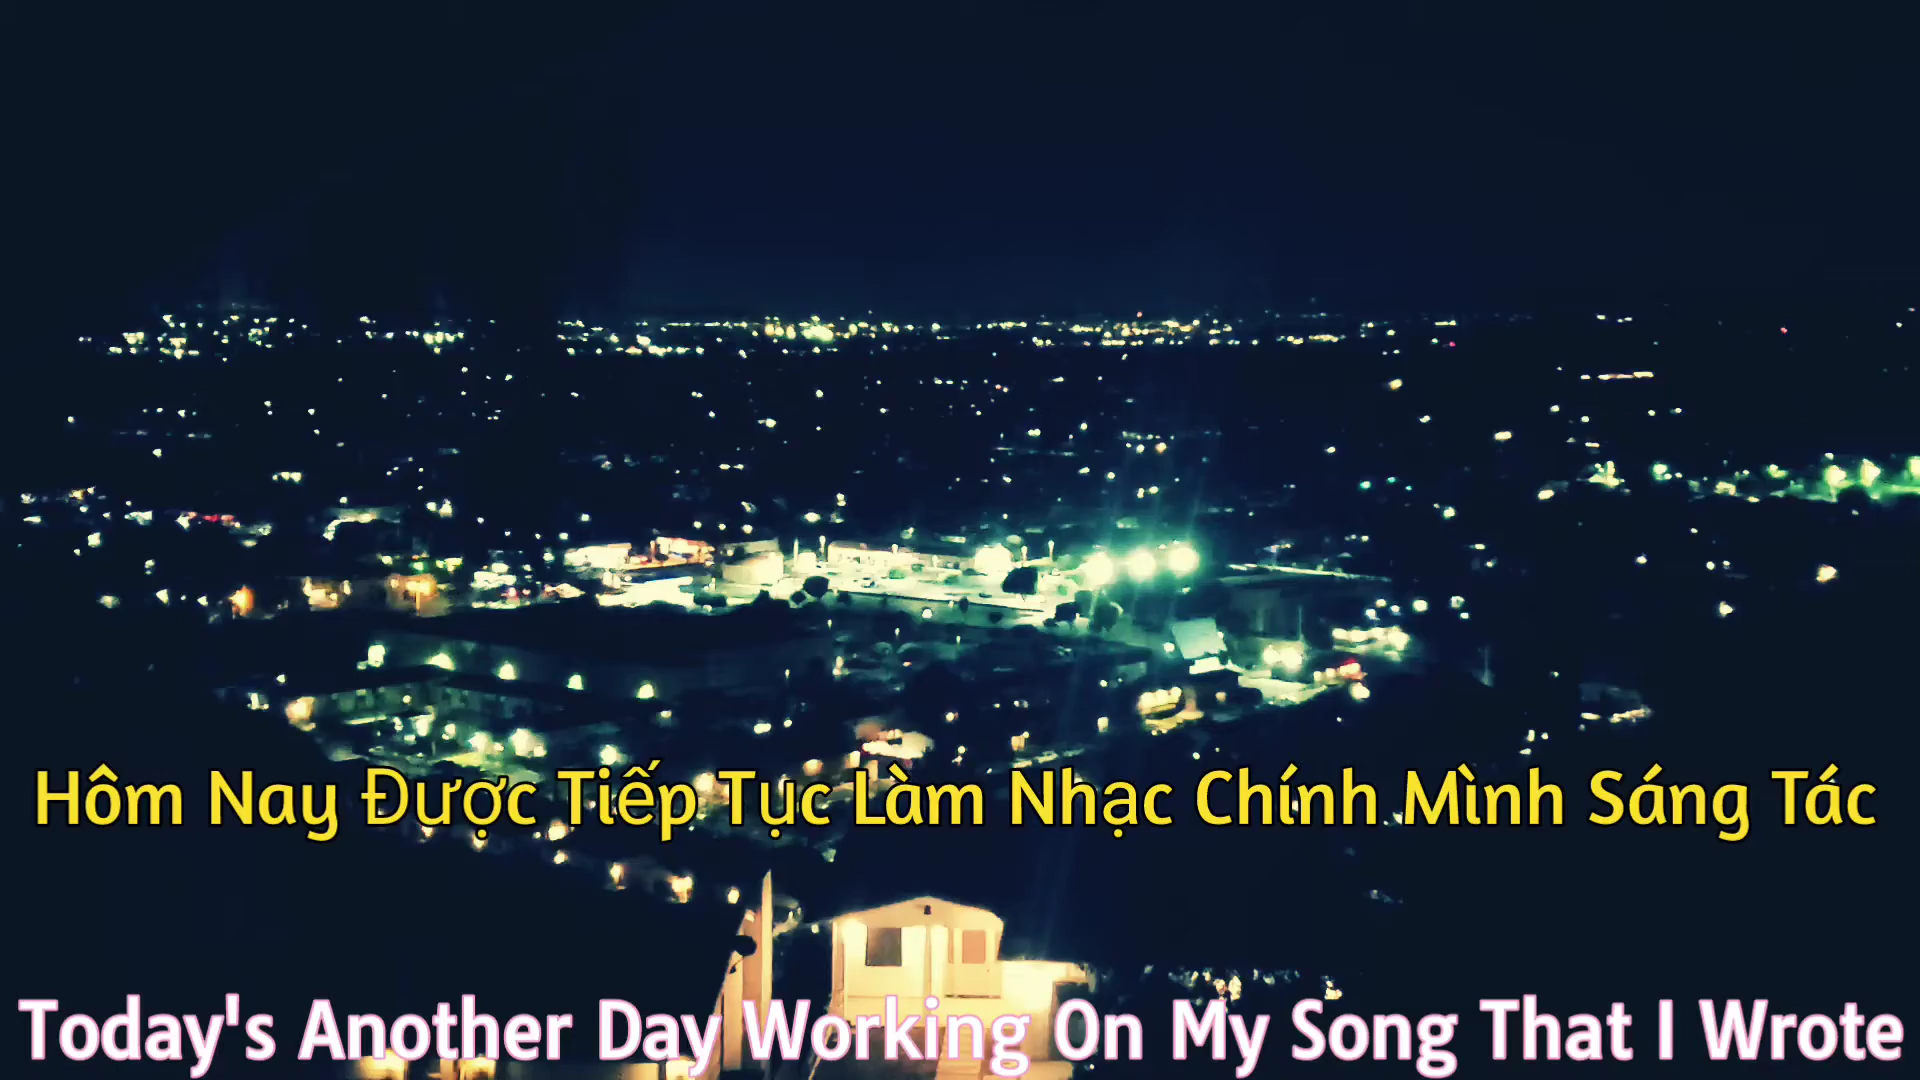 Hôm Nay Được Tiếp Tục Làm Nhạc Chính Mình Sáng Tác
Today's Another Day Working On My Song That I Wrote